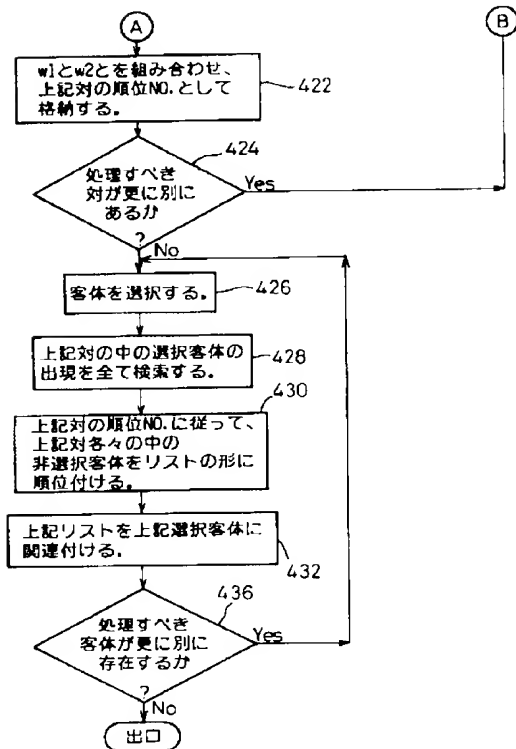 A
B
w1とw2とを組み合わせ、
上記対の順位NO.として
格納する。
422
424
処理すべき
対が更に別に
あるか
?
Yes
No
客体を選択する。
426
上記対の中の選択客体の
出現を全て検索する。
428
430
上記対の順位NO.に従って、
上記対各々の中の
非選択客体をリストの形に
順位付ける。
上記リストを上記選択客体に
関連付ける.
432
436
処理すべき
客体が更に別に
存在するか
?
Yes
No
出口